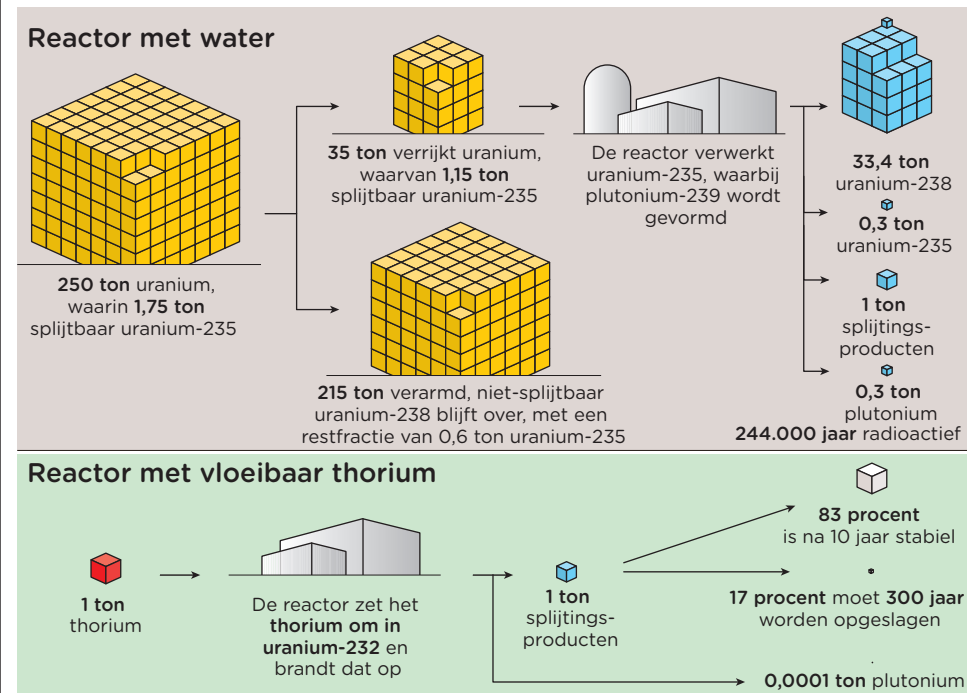 Reactor met water
250 ton uranium,
waarin 1,75 ton
splijtbaar uranium-235
35 ton verrijkt uranium,
waarvan 1,15 ton
splijtbaar uranium-235
215 ton verarmd, niet-splijtbaar
uranium-238 blijft over, met een
restfractie van 0,6 ton uranium-235
De reactor verwerkt
uranium-235, waarbij
plutonium-239 wordt
gevormd
33,4 ton
uranium-238
0,3 ton
uranium-235
1 ton
splijtings-
producten
0,3 ton
plutonium
244.000 jaar radioactief
Reactor met vloeibaar thorium
1 ton
thorium
De reactor zet het
thorium om in
uranium-232 en
brandt dat op
1 ton
splijtings-
producten
83 procent
is na 10 jaar stabiel
17 procent moet 300 jaar
worden opgeslagen
0,0001 ton plutonium